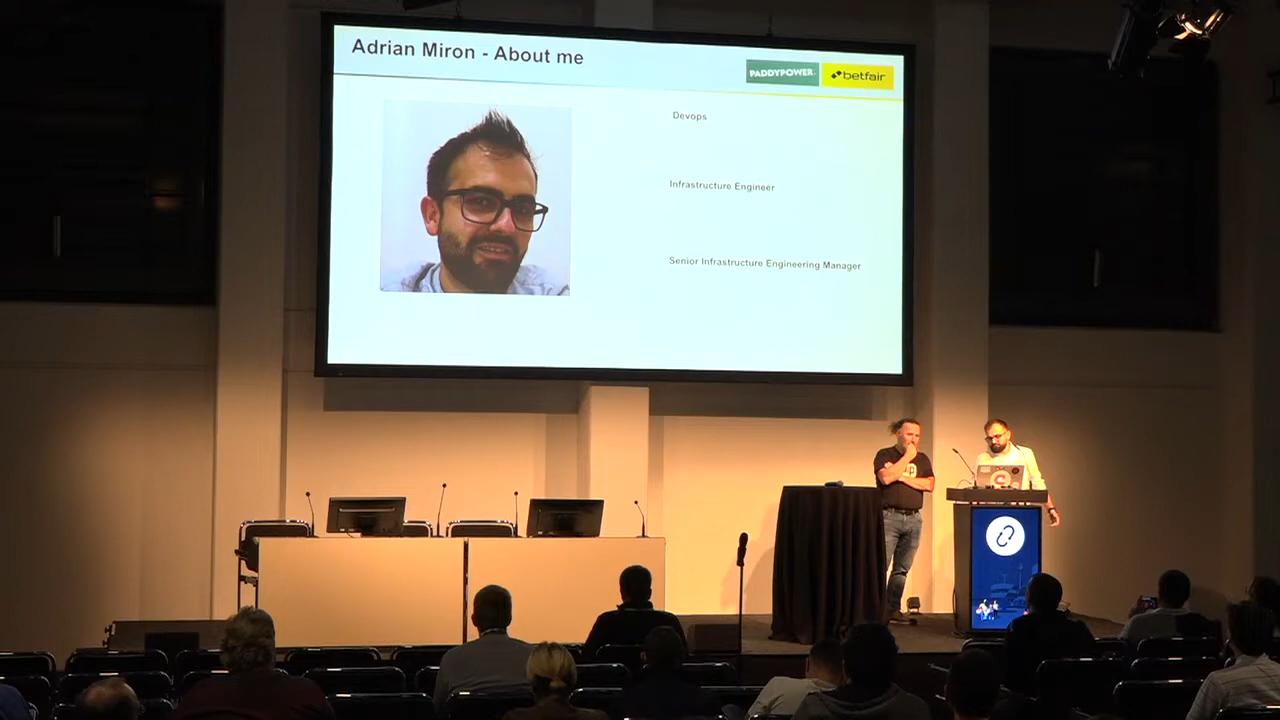 Adrian Miron - About me
PADDYPOWER.
betfair
Devops
Infrastructure Engineer
Senior Infrastructure Engineering Manager